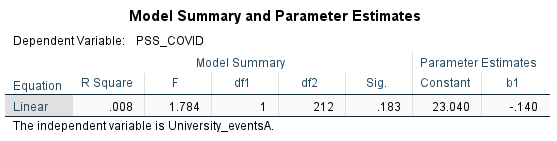 Model Summary and Parameter Estimates
Dependent Variable: PSS_COVID
Model Summary Parameter Estimates
Equation R Square F df1 df2 Sig. Constant b1
Linear .008 1.784 1 212 .183 23.040 -.140
The independent variable is University_eventsA.